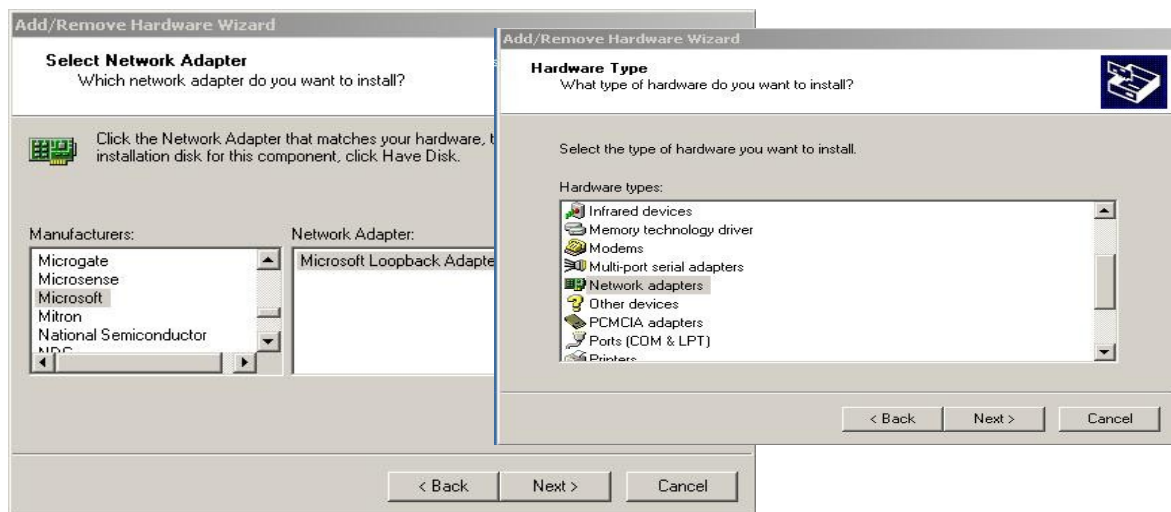 Add/Remove Hardware Wizard
Select Network Adapter
Which network adapter do you want to install?
Click the Network Adapter that matches your hardware, t
installation disk for this component, click Have Disk.
Manufacturers:
Microgate
Microsense
Microsoft
Mitron
National Semiconductor
Network Adapter:
Microsoft Loopback Adapte
< Back
Next >
Cancel
Add/Remove Hardware Wizard
Hardware Type
What type of hardware do you want to install?
Select the type of hardware you want to install.
Hardware types:
Infrared devices
Memory technology driver
Modems
Multi-port serial adapters
Network adapters
Other devices
PCMCIA adapters
Ports (COM & LPT)
Printers
< Back
Next >
Cancel